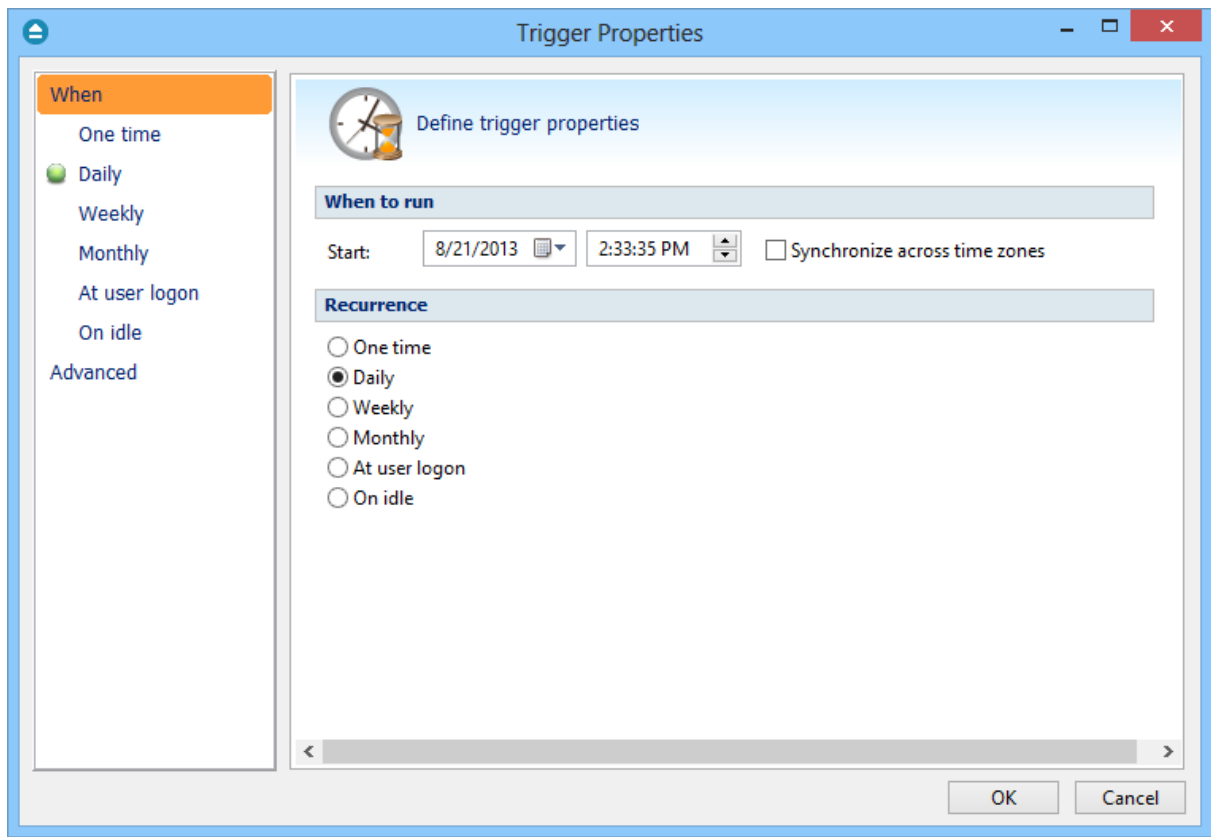 Trigger Properties
When
One time
Daily
Weekly
Monthly
At user logon
On idle
Advanced
Define trigger properties
When to run
Start: 8/21/2013 2:33:35 PM Synchronize across time zones
Recurrence
One time
Daily
Weekly
Monthly
At user logon
On idle
OK Cancel